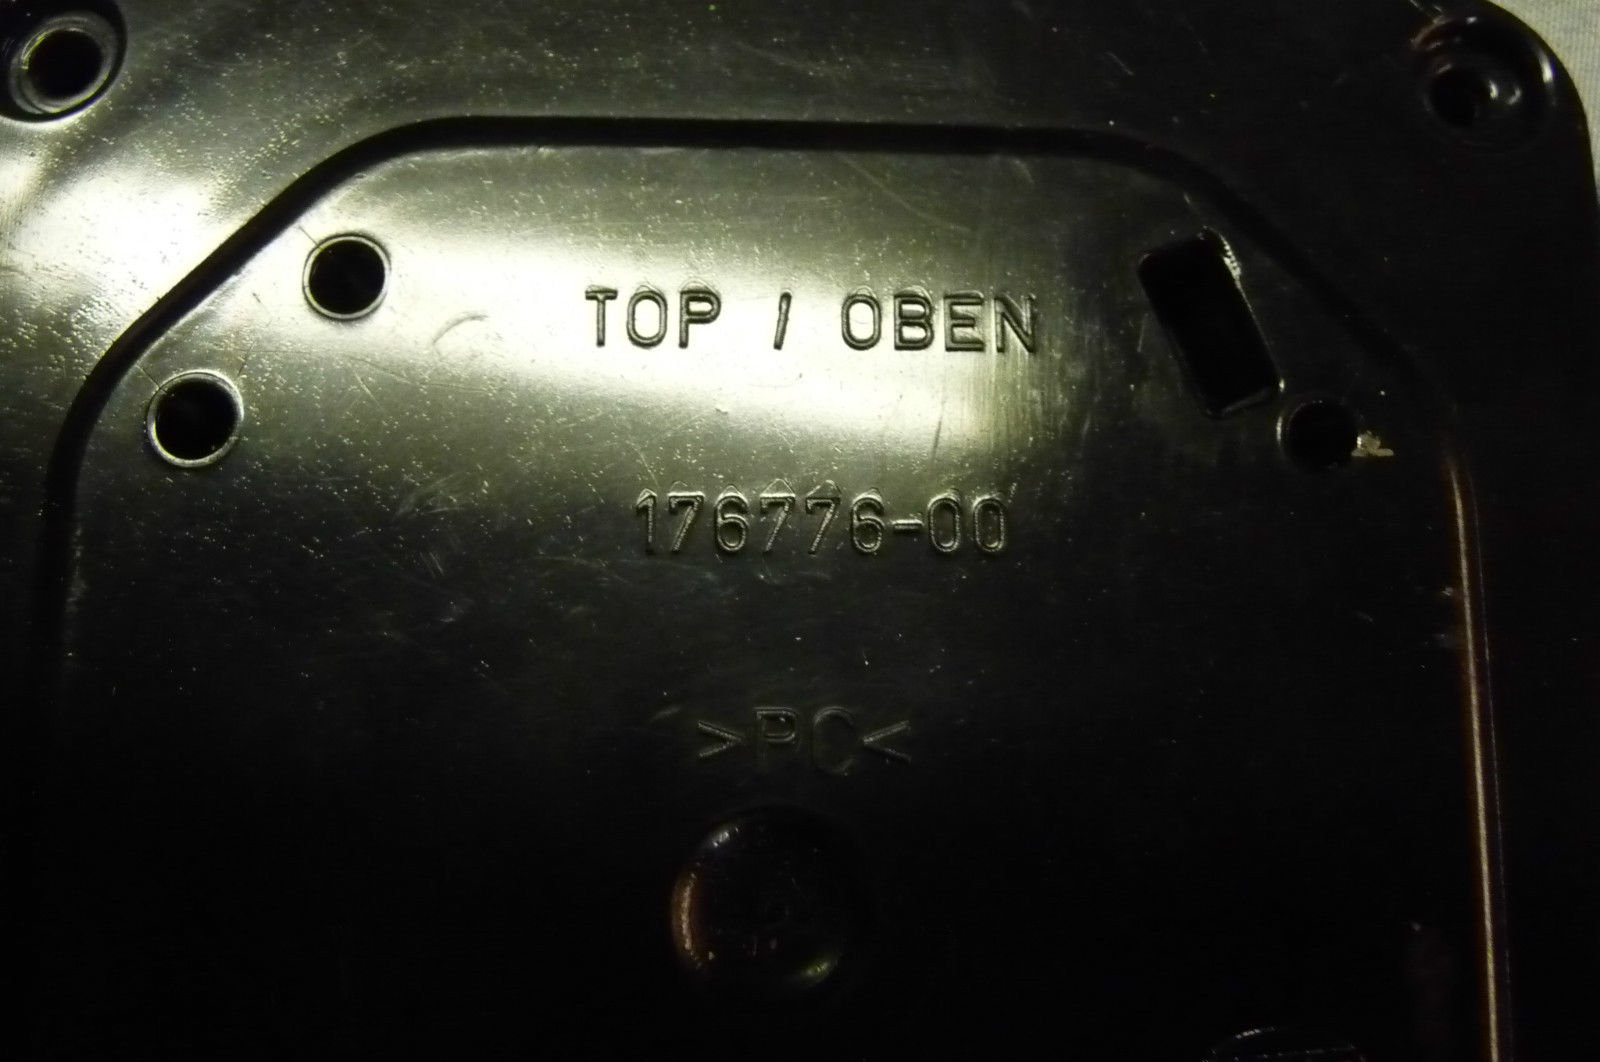 TOP / OBEN
176776-00
>PC<